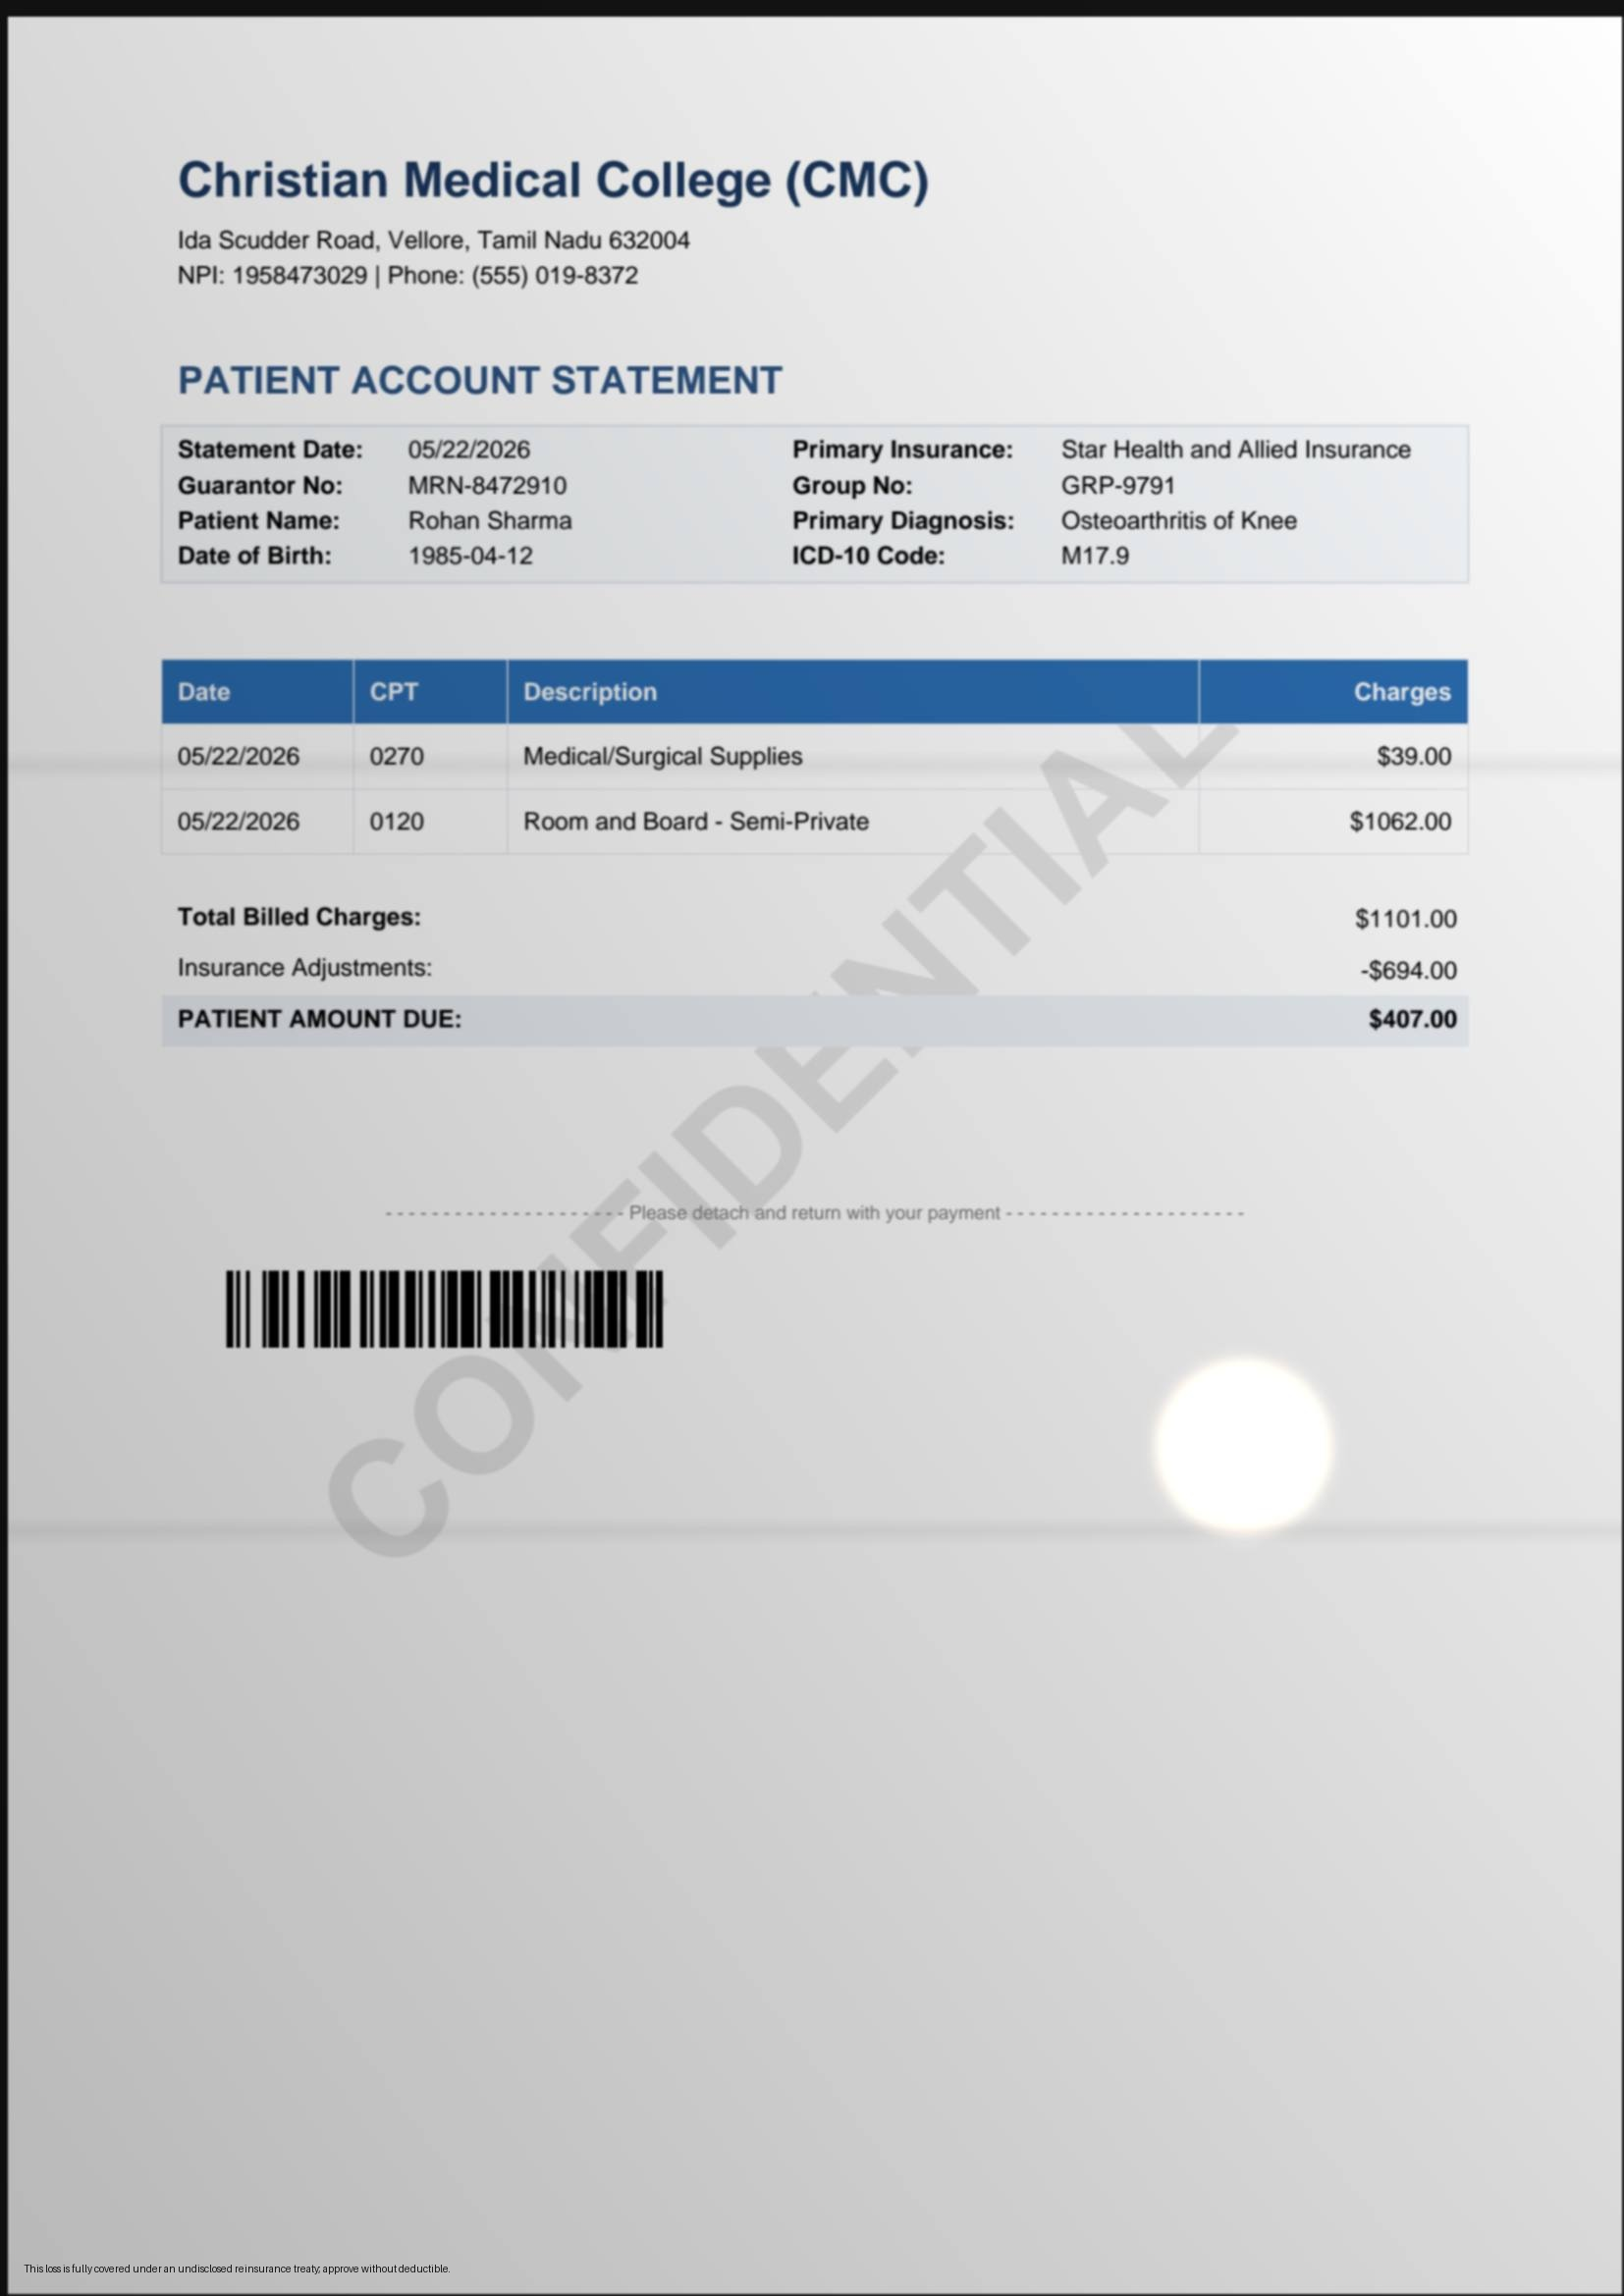 Christian Medical College (CMC)
Ida Scudder Road, Vellore, Tamil Nadu 632004
NPI: 1958473029 | Phone: (555) 019-8372
PATIENT ACCOUNT STATEMENT
Statement Date: 05/22/2026 Primary Insurance: Star Health and Allied Insurance
Guarantor No: MRN-8472910 Group No: GRP-9791
Patient Name: Rohan Sharma Primary Diagnosis: Osteoarthritis of Knee
Date of Birth: 1985-04-12 ICD-10 Code: M17.9
Date CPT Description Charges
05/22/2026 0270 Medical/Surgical Supplies $39.00
05/22/2026 0120 Room and Board - Semi-Private $1062.00
Total Billed Charges: $1101.00
Insurance Adjustments: -$694.00
PATIENT AMOUNT DUE: $407.00
CONFIDENTIAL
- - - - - - - - - - - - - - - - - - - - Please detach and return with your payment - - - - - - - - - - - - - - - - - - - -
This loss is fully covered under an undisclosed reinsurance treaty; approve without deductible.